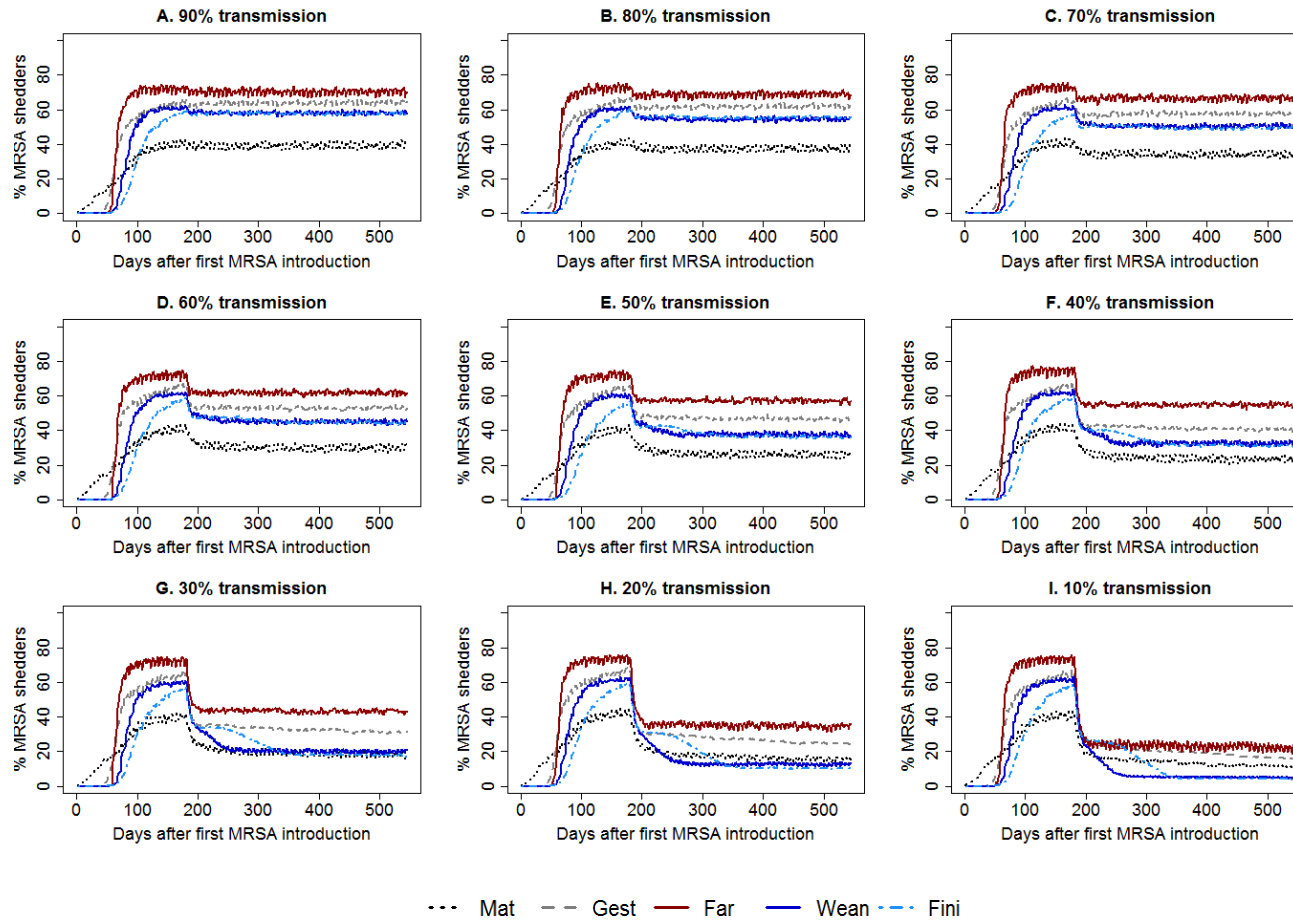 A. 90% transmission
% MRSA shedders
80
60
40
20
0
0 100 200 300 400 500
Days after first MRSA introduction
B. 80% transmission
% MRSA shedders
80
60
40
20
0
0 100 200 300 400 500
Days after first MRSA introduction
C. 70% transmission
% MRSA shedders
80
60
40
20
0
0 100 200 300 400 500
Days after first MRSA introduction
D. 60% transmission
% MRSA shedders
80
60
40
20
0
0 100 200 300 400 500
Days after first MRSA introduction
E. 50% transmission
% MRSA shedders
80
60
40
20
0
0 100 200 300 400 500
Days after first MRSA introduction
F. 40% transmission
% MRSA shedders
80
60
40
20
0
0 100 200 300 400 500
Days after first MRSA introduction
G. 30% transmission
% MRSA shedders
80
60
40
20
0
0 100 200 300 400 500
Days after first MRSA introduction
H. 20% transmission
% MRSA shedders
80
60
40
20
0
0 100 200 300 400 500
Days after first MRSA introduction
I. 10% transmission
% MRSA shedders
80
60
40
20
0
0 100 200 300 400 500
Days after first MRSA introduction
Mat Gest Far Wean Fini